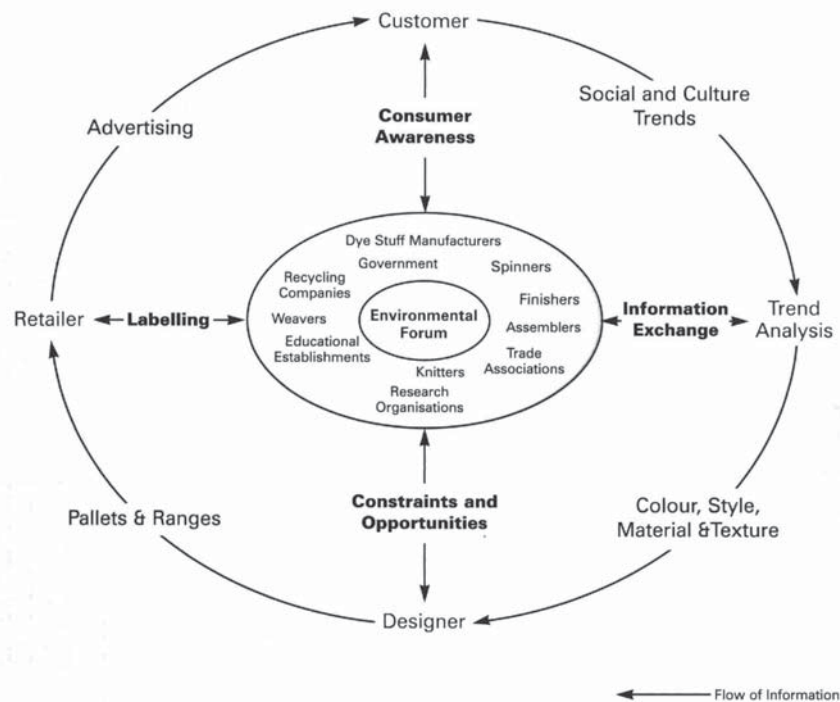 Customer
Social and Culture
Trends
Advertising
Consumer
Awareness
Dye Stuff Manufacturers
Government
Spinners
Recycling
Companies
Finishers
Retailer
Labelling
Weavers
Environmental
Forum
Assemblers
Information
Exchange
Trend
Analysis
Educational
Establishments
Trade
Associations
Knitters
Research
Organisations
Pallets & Ranges
Constraints and
Opportunities
Colour, Style,
Material &Texture
Designer
Flow of Information